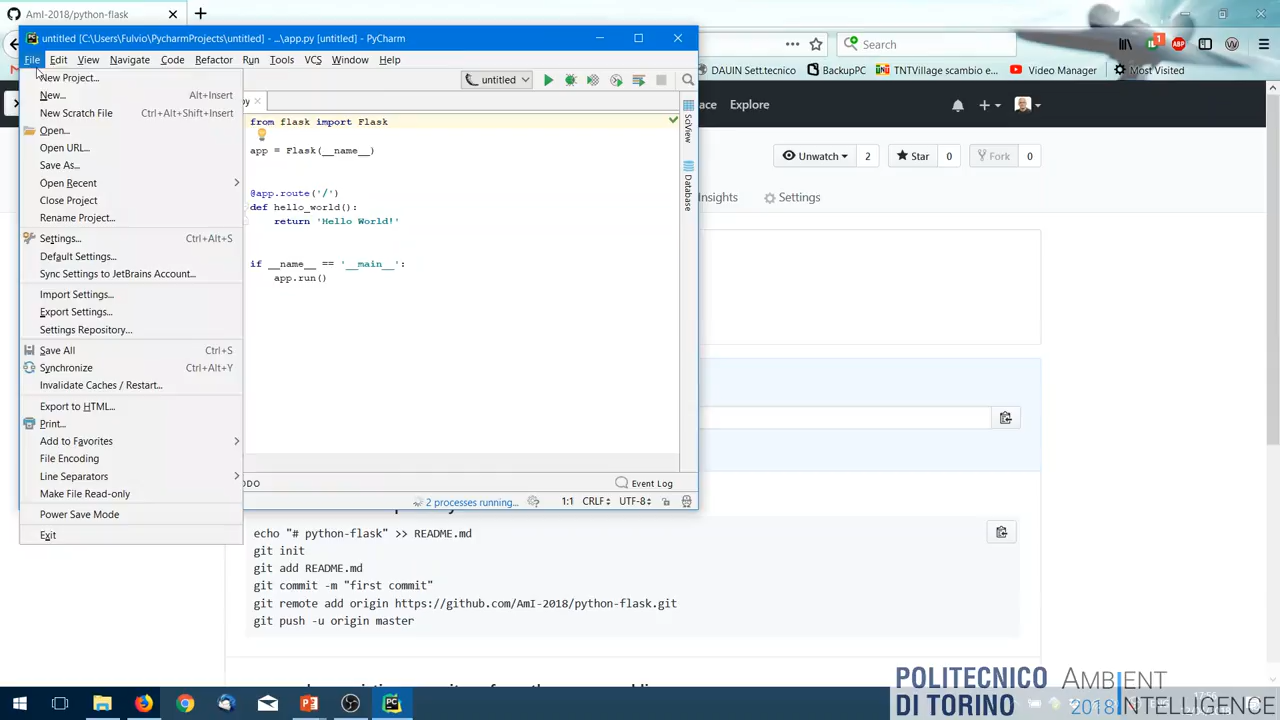 AmI-2018/python-flask
untitled [C:\Users\Fulvio\PycharmProjects\untitled] - ...\app.py [untitled] - PyCharm
Search
File Edit View Navigate Code Refactor Run Tools VCS Window Help
DAUIN Sett.tecnico BackupPC TNTVillage scambio e... Video Manager Most Visited
untitled
New Project...
New... Alt+Insert
New Scratch File Ctrl+Alt+Shift+Insert
Open...
Open URL...
Save As...
Open Recent
Close Project
Rename Project...
Settings... Ctrl+Alt+S
Default Settings...
Sync Settings to JetBrains Account...
Import Settings...
Export Settings...
Settings Repository...
Save All Ctrl+S
Synchronize Ctrl+Alt+Y
Invalidate Caches / Restart...
Export to HTML...
Print...
Add to Favorites
File Encoding
Line Separators
Make File Read-only
Power Save Mode
Exit
from flask import Flask
app = Flask(__name__)
@app.route('/')
def hello_world():
return 'Hello World!'
if __name__ == '__main__':
app.run()
SciView
Database
Event Log
2 processes running...
1:1 CRLF UTF-8
Explore
Unwatch 2 Star 0 Fork 0
Insights Settings
echo "# python-flask" >> README.md
git init
git add README.md
git commit -m "first commit"
git remote add origin https://github.com/AmI-2018/python-flask.git
git push -u origin master
POLITECNICO
DI TORINO
AMBIENT
2018 INTELLIGENCE